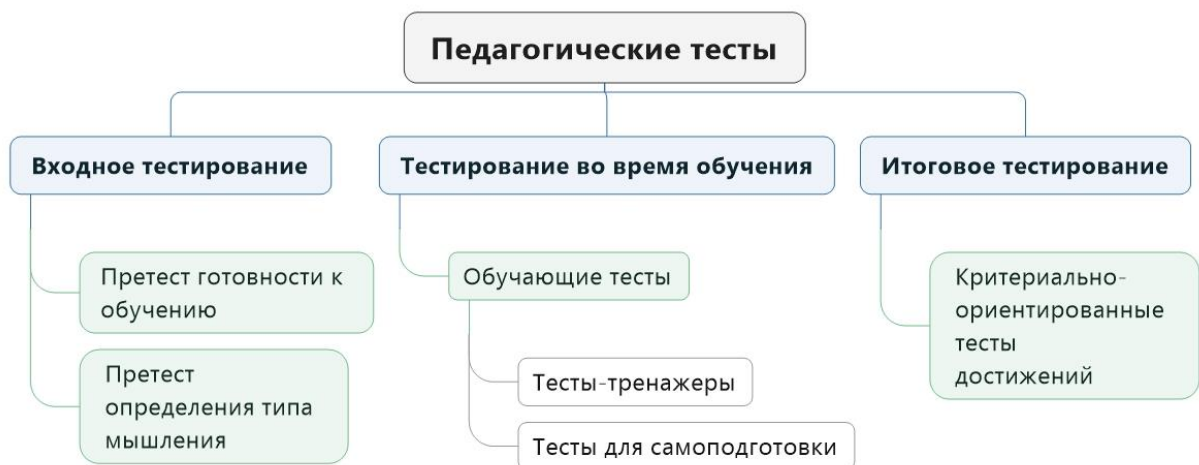 Педагогические тесты
Входное тестирование
Тестирование во время обучения
Итоговое тестирование
Претест готовности к
обучению
Претест
определения типа
мышления
Обучающие тесты
Тесты-тренажеры
Тесты для самоподготовки
Критериально-
ориентированные
тесты
достижений